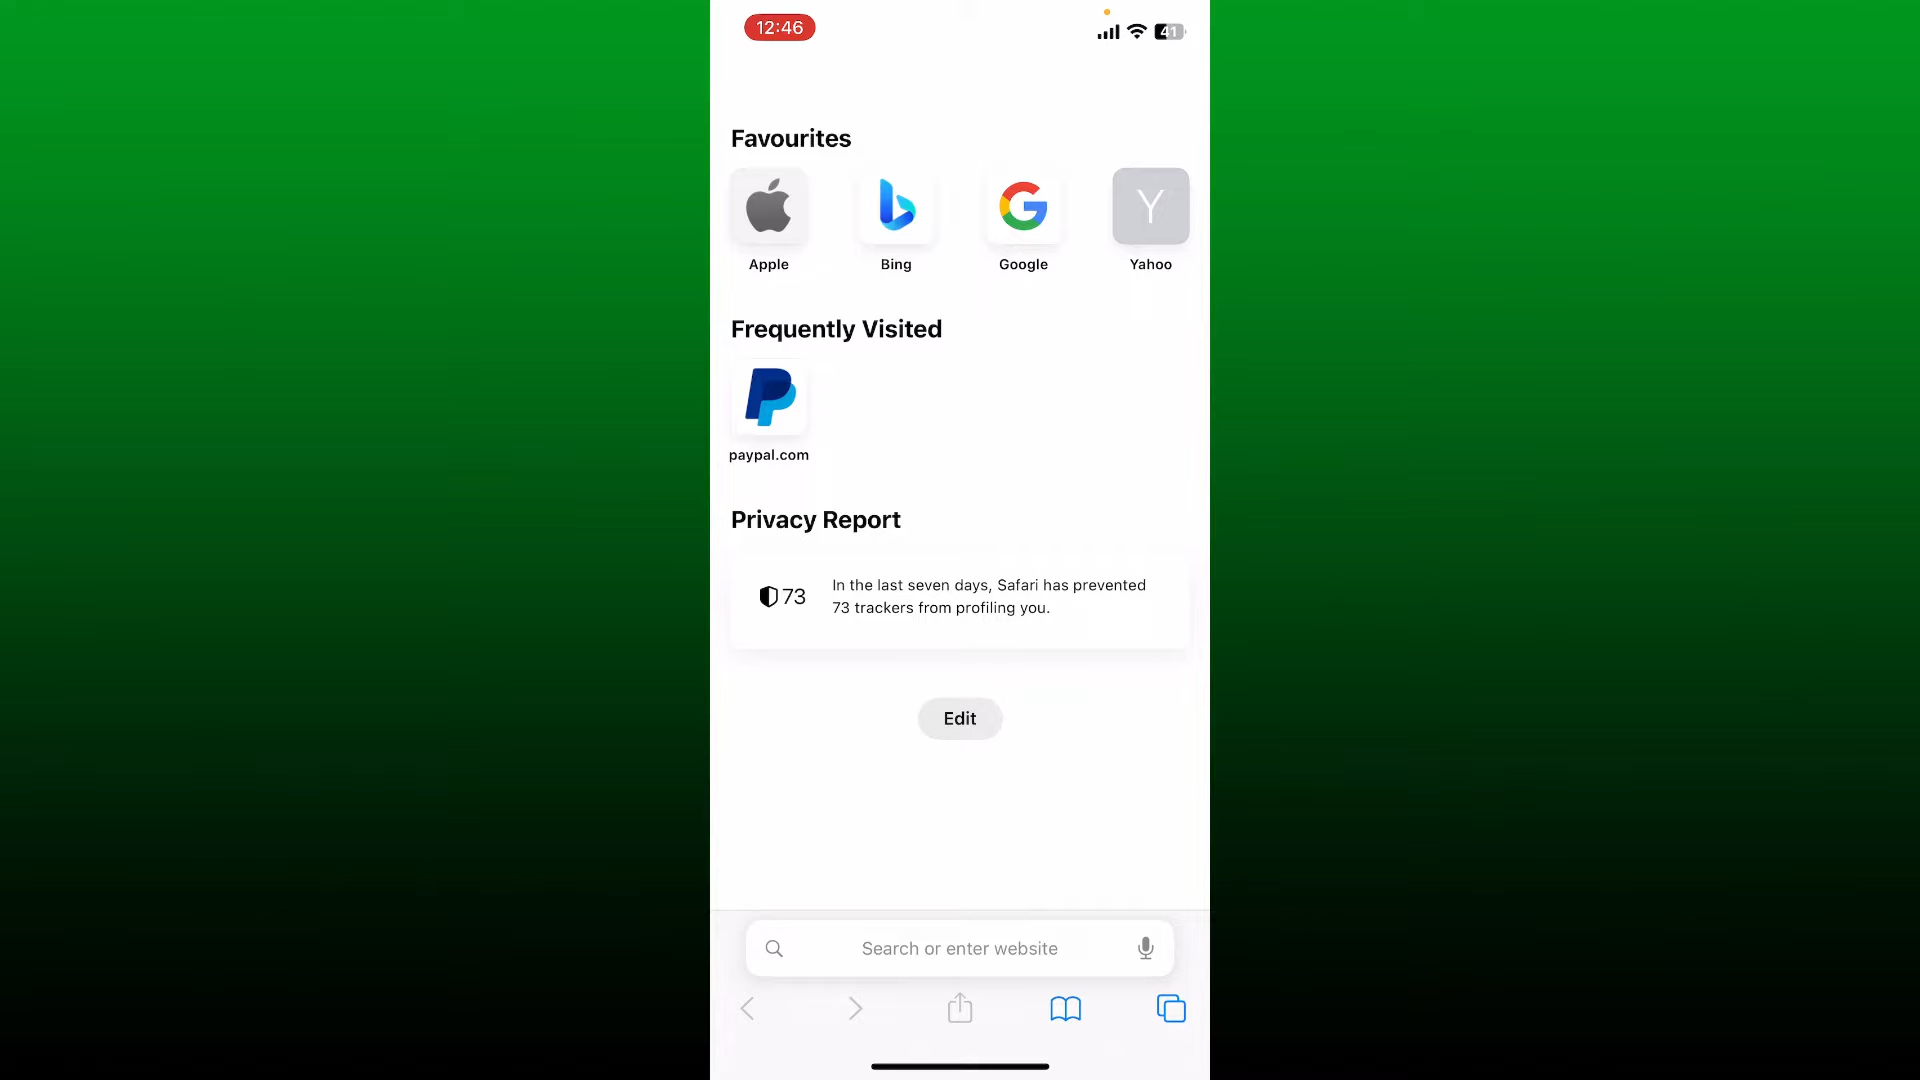 12:46
41
Favourites
Y
Apple
Bing
Google
Yahoo
Frequently Visited
paypal.com
Privacy Report
73
In the last seven days, Safari has prevented
73 trackers from profiling you.
Edit
Search or enter website